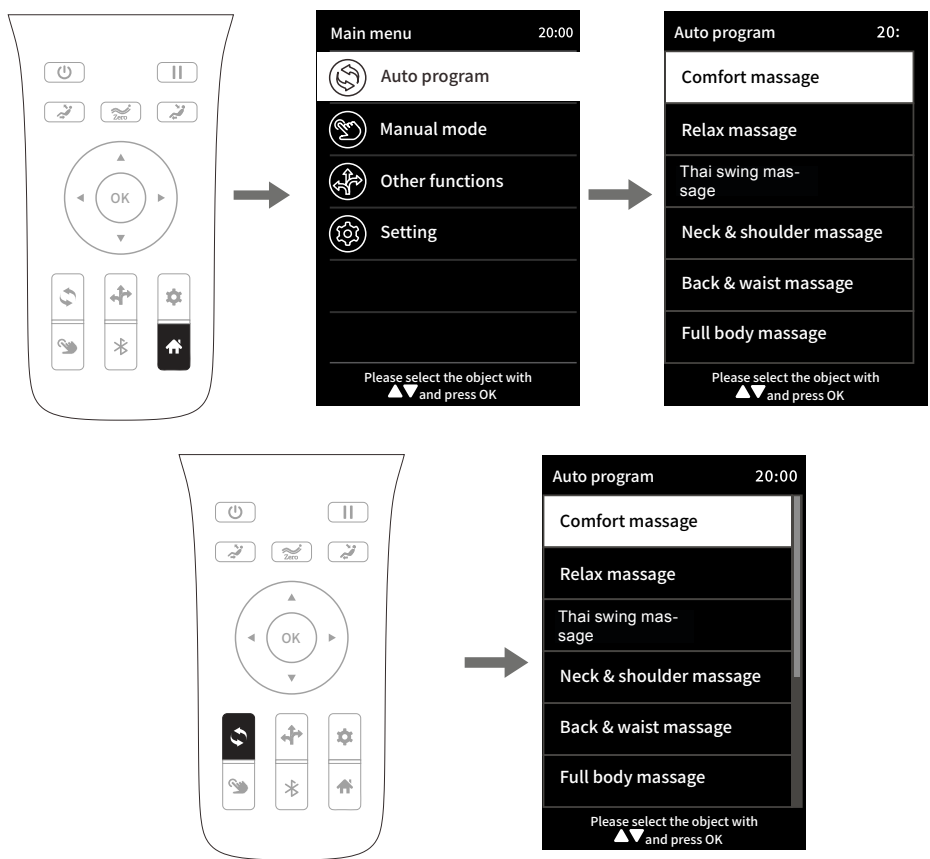 Zero
OK
Main menu 20:00
Auto program
Manual mode
Other functions
Setting
Please select the object with
▲▼ and press OK
Auto program 20:
Comfort massage
Relax massage
Thai swing mas-
sage
Neck & shoulder massage
Back & waist massage
Full body massage
Please select the object with
▲▼ and press OK
Zero
OK
Auto program 20:00
Comfort massage
Relax massage
Thai swing mas-
sage
Neck & shoulder massage
Back & waist massage
Full body massage
Please select the object with
▲▼ and press OK